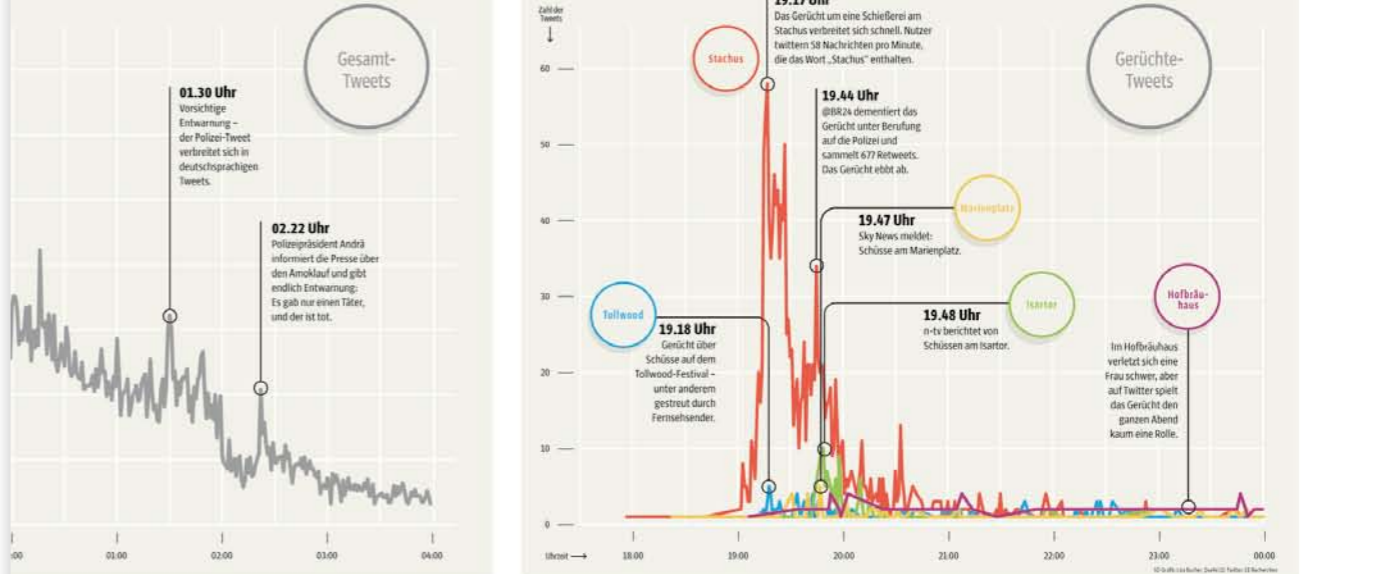 Gesamt-
Tweets
01.30 Uhr
Vorsichtige
Entwarnung –
der Polizei-Tweet
verbreitet sich in
deutschsprachigen
Tweets.
02.22 Uhr
Polizeipräsident Andrä
informiert die Presse über
den Amoklauf und gibt
endlich Entwarnung:
Es gab nur einen Täter,
und der ist tot.
:00
01:00
02:00
03:00
04:00
Zahl der
Tweets
60
50
40
30
20
10
0
Stachus
19.17 Uhr
Das Gerücht um eine Schießerei am
Stachus verbreitet sich schnell. Nutzer
twittern 58 Nachrichten pro Minute,
die das Wort „Stachus" enthalten.
Gerüchte-
Tweets
19.44 Uhr
@BR24 dementiert das
Gerücht unter Berufung
auf die Polizei und
sammelt 677 Retweets.
Das Gerücht ebbt ab.
Marienplatz
19.47 Uhr
Sky News meldet:
Schüsse am Marienplatz.
Tollwood
19.18 Uhr
Gerücht über
Schüsse auf dem
Tollwood-Festival –
unter anderem
gestreut durch
Fernsehsender.
Isartor
19.48 Uhr
n-tv berichtet von
Schüssen am Isartor.
Hofbräu-
haus
Im Hofbräuhaus
verletzt sich eine
Frau schwer, aber
auf Twitter spielt
das Gerücht den
ganzen Abend
kaum eine Rolle.
Uhrzeit
18:00
19:00
20:00
21:00
22:00
23:00
00:00